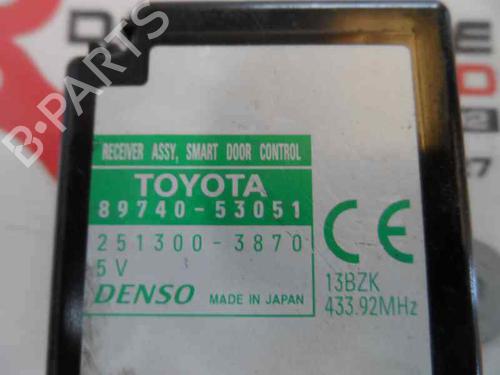 RECEIVER ASSY, SMART DOOR CONTROL
TOYOTA
89740-53051
251300-3870
5V
DENSO MADE IN JAPAN
CE
13BZK
433.92MHz
B-PARTS